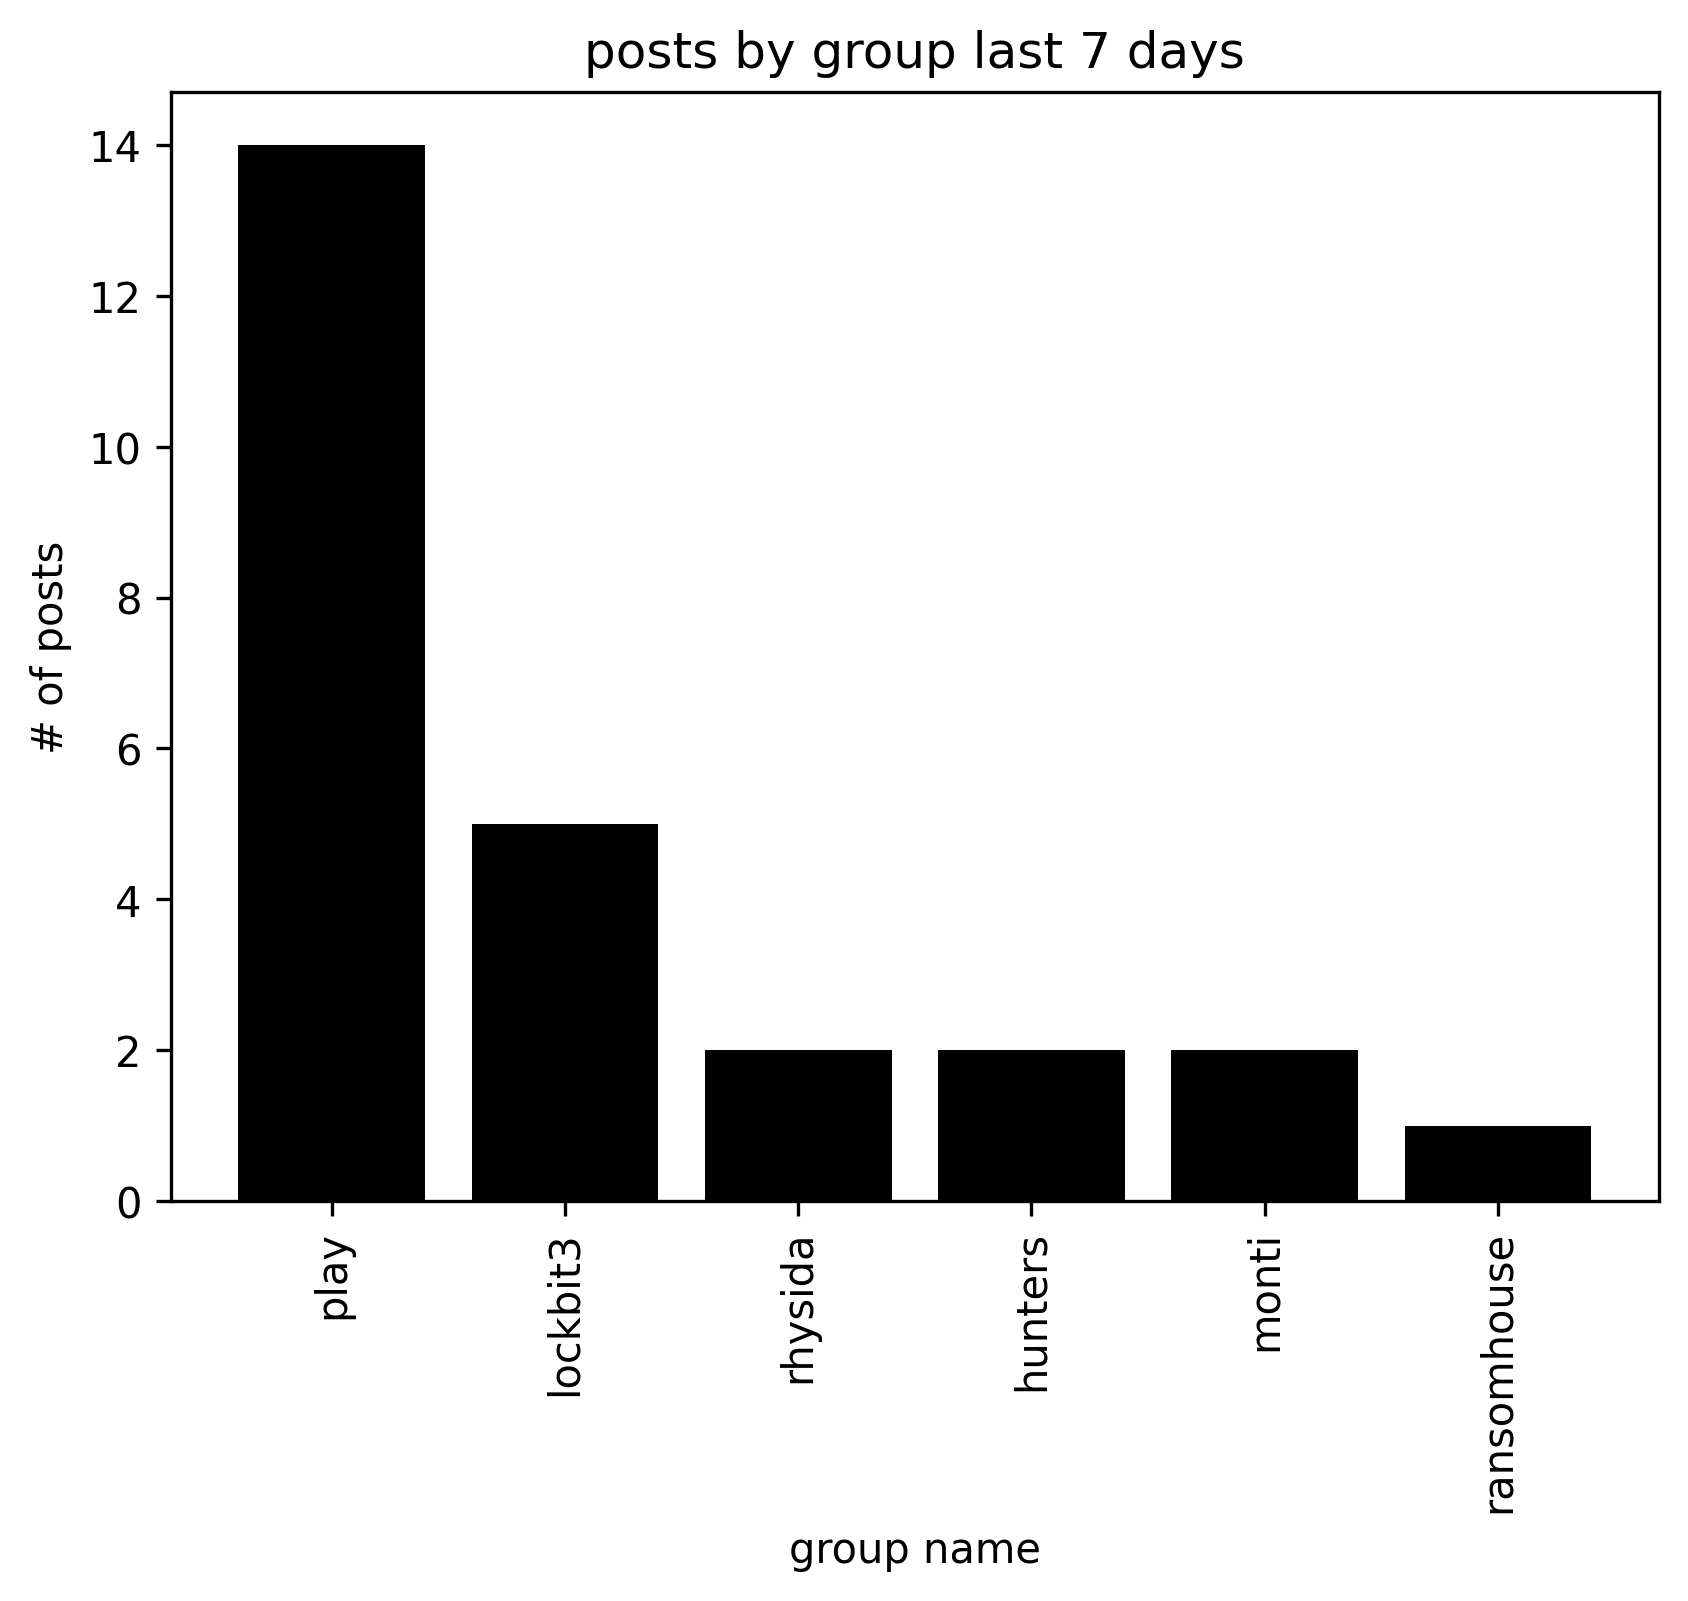 posts by group last 7 days
# of posts
14
12
10
8
6
4
2
0
play
lockbit3
rhysida
hunters
monti
ransomhouse
group name